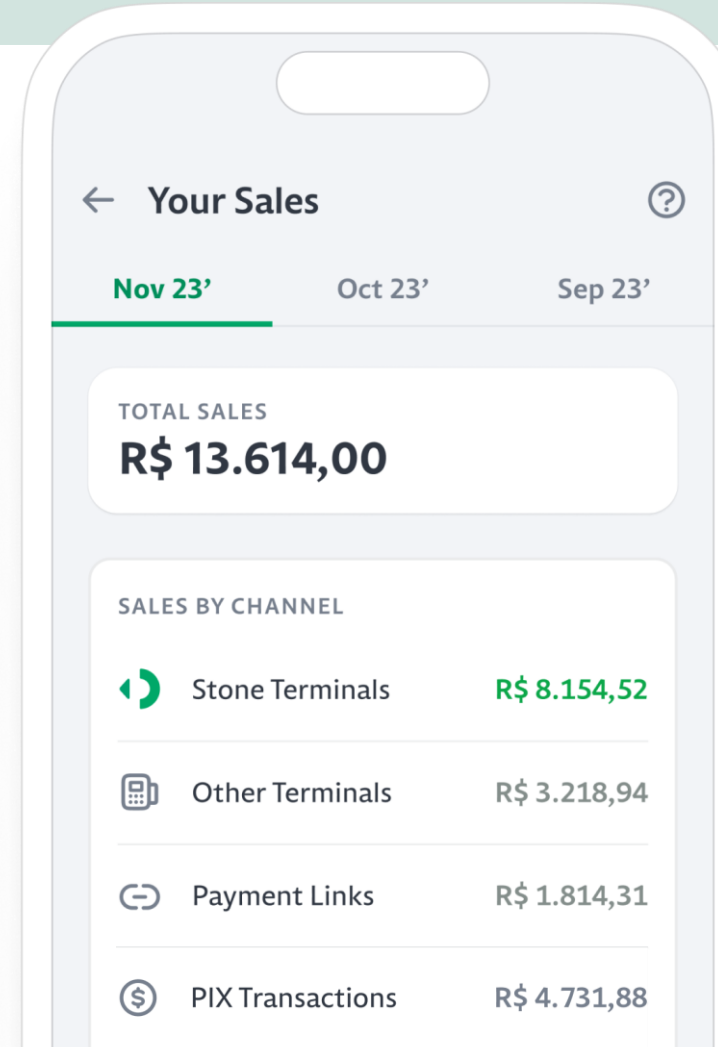 Your Sales
Nov 23’ Oct 23’ Sep 23’
TOTAL SALES
R$ 13.614,00
SALES BY CHANNEL
Stone Terminals R$ 8.154,52
Other Terminals R$ 3.218,94
Payment Links R$ 1.814,31
PIX Transactions R$ 4.731,88